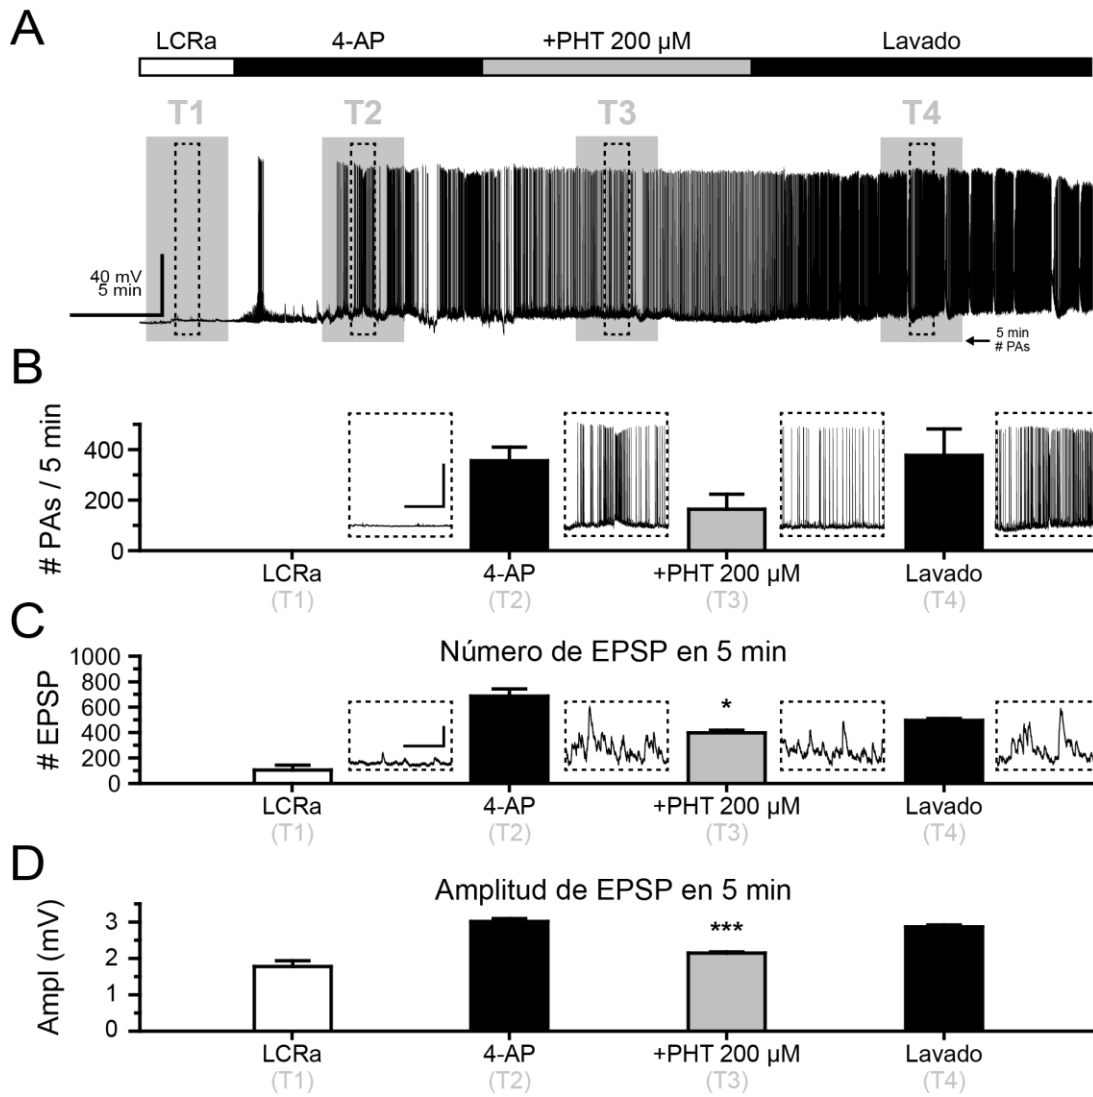 A
LCRa 4-AP +PHT 200 µM Lavado
T1 T2 T3 T4
40 mV
5 min
5 min
# PAs
B
# PAs / 5 min
400
200
0
LCRa 4-AP +PHT 200 µM Lavado
(T1) (T2) (T3) (T4)
C
Número de EPSP en 5 min
# EPSP
1000
800
600
400
200
0
*
LCRa 4-AP +PHT 200 µM Lavado
(T1) (T2) (T3) (T4)
D
Amplitud de EPSP en 5 min
Ampl (mV)
3
2
1
0
***
LCRa 4-AP +PHT 200 µM Lavado
(T1) (T2) (T3) (T4)